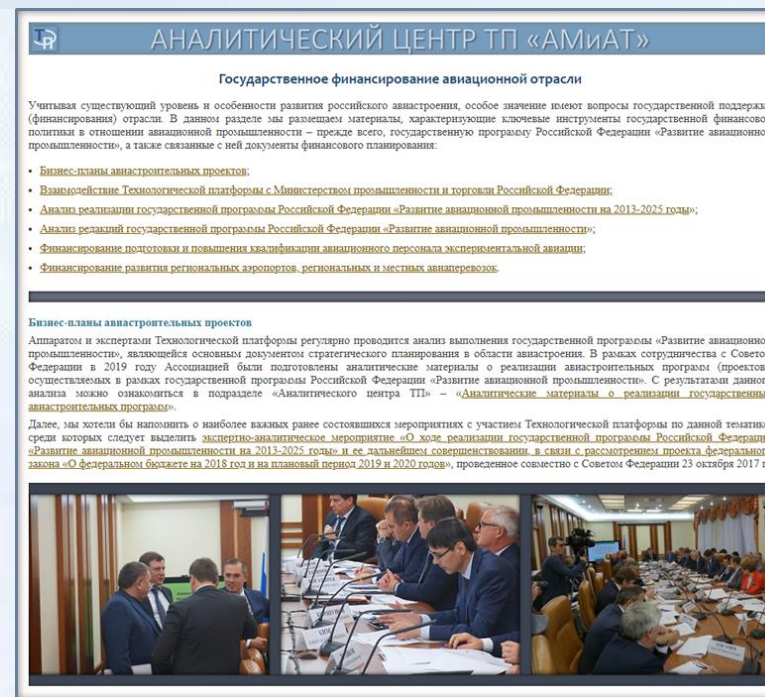 АНАЛИТИЧЕСКИЙ ЦЕНТР ТП «АМиАТ»
Государственное финансирование авиационной отрасли
Учитывая существующий уровень и особенности развития российского авиастроения, особое значение имеют вопросы государственной поддержк
(финансирования) отрасли. В данном разделе мы размещаем материалы, характеризующие ключевые инструменты государственной финансово
политики в отношении авиационной промышленности – прежде всего, государственную программу Российской Федерации «Развитие авиационно
промышленности», а также связанные с ней документы финансового планирования:
• Бизнес-планы авиастроительных проектов;
• Взаимодействие Технологической платформы с Министерством промышленности и торговли Российской Федерации;
• Анализ реализации государственной программы Российской Федерации «Развитие авиационной промышленности на 2013-2025 годы»;
• Анализ редакций государственной программы Российской Федерации «Развитие авиационной промышленности»;
• Финансирование подготовки и повышения квалификации авиационного персонала экспериментальной авиации;
• Финансирование развития региональных аэропортов, региональных и местных авиаперевозок.
Бизнес-планы авиастроительных проектов
Аппаратом и экспертами Технологической платформы регулярно проводится анализ выполнения государственной программы «Развитие авиационно
промышленности», являющейся основным документом стратегического планирования в области авиастроения. В рамках сотрудничества с Совето
Федерации в 2019 году Ассоциацией были подготовлены аналитические материалы о реализации авиастроительных программ (проектов
осуществляемых в рамках государственной программы Российской Федерации «Развитие авиационной промышленности». С результатами данног
анализа можно ознакомиться в подразделе «Аналитического центра ТП» – «Аналитические материалы о реализации государственны
авиастроительных программ».
Далее, мы хотели бы напомнить о наиболее важных ранее состоявшихся мероприятиях с участием Технологической платформы по данной тематик
среди которых следует выделить экспертно-аналитическое мероприятие «О ходе реализации государственной программы Российской Федераци
«Развитие авиационной промышленности на 2013-2025 годы» и ее дальнейшем совершенствовании, в связи с рассмотрением проекта федеральног
закона «О федеральном бюджете на 2018 год и на плановый период 2019 и 2020 годов», проведенное совместно с Советом Федерации 23 октября 2017 г